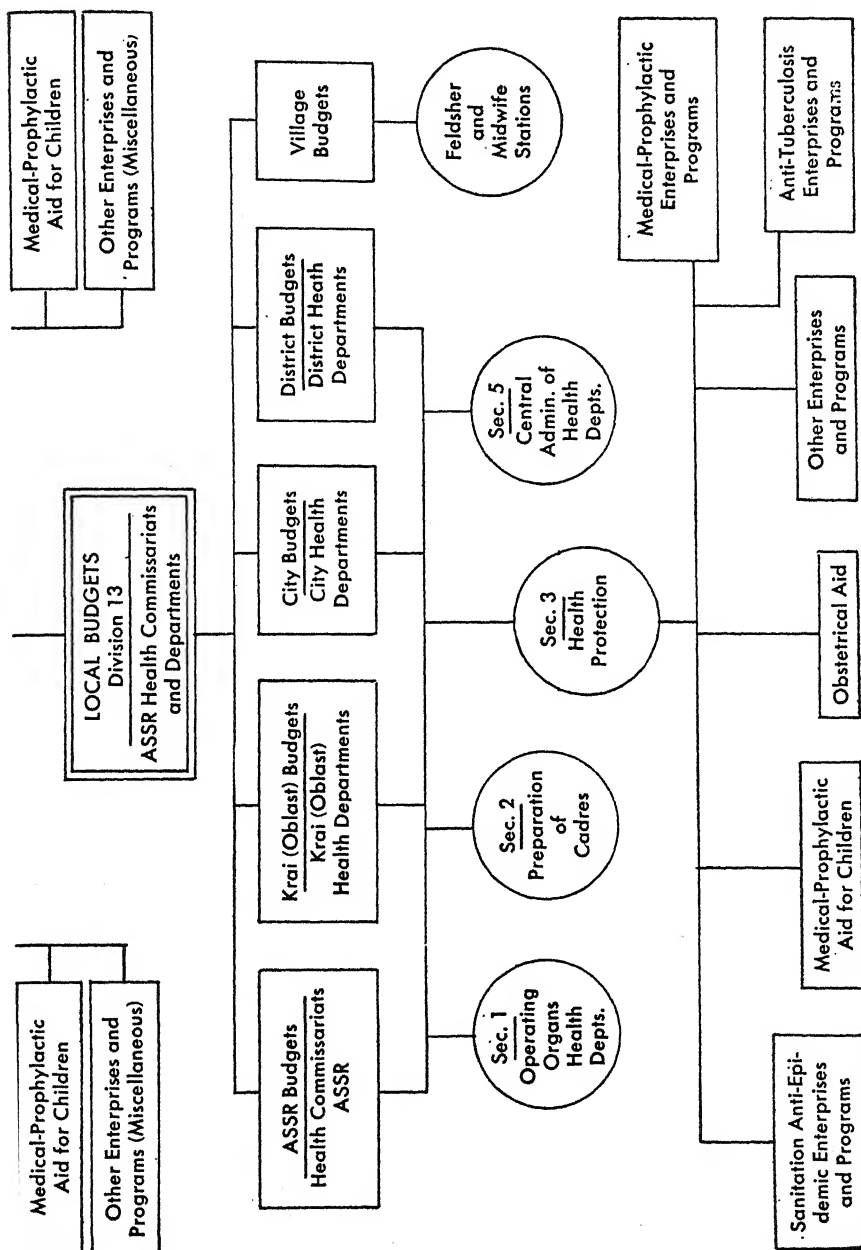 Medical-Prophylactic
Aid for Children
Other Enterprises and
Programs (Miscellaneous)
Medical-Prophylactic
Aid for Children
Other Enterprises and
Programs (Miscellaneous)
LOCAL BUDGETS
Division 13
ASSR Health Commissariats
and Departments
ASSR Budgets
Health Commissariats
ASSR
Krai (Oblast) Budgets
Krai (Oblast)
Health Departments
City Budgets
City Health
Departments
District Budgets
District Heath
Departments
Village
Budgets
Sec. 1
Operating
Organs
Health
Depts.
Sec. 2
Preparation
of
Cadres
Sec. 3
Health
Protection
Sec. 5
Central
Admin. of
Health
Depts.
Feldsher
and
Midwife
Stations
Medical-Prophylactic
Enterprises and
Programs
Sanitation Anti-Epi-
demic Enterprises
and Programs
Medical-Prophylactic
Aid for Children
Obstetrical Aid
Other Enterprises
and Programs
Anti-Tuberculosis
Enterprises and
Programs